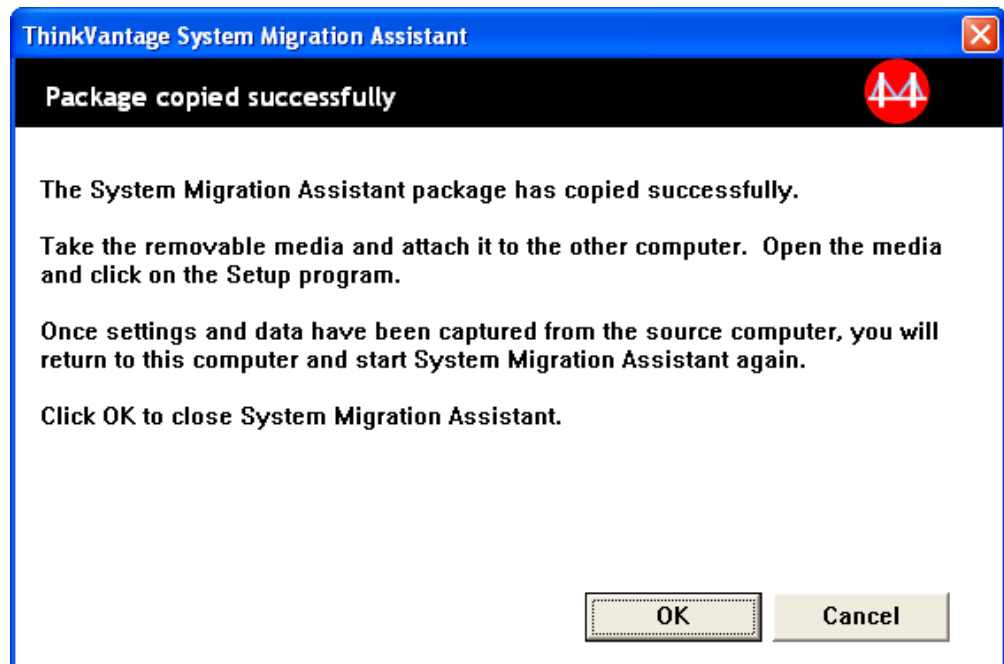 ThinkVantage System Migration Assistant
Package copied successfully
The System Migration Assistant package has copied successfully.
Take the removable media and attach it to the other computer.  Open the media
and click on the Setup program.
Once settings and data have been captured from the source computer, you will
return to this computer and start System Migration Assistant again.
Click OK to close System Migration Assistant.
OK
Cancel